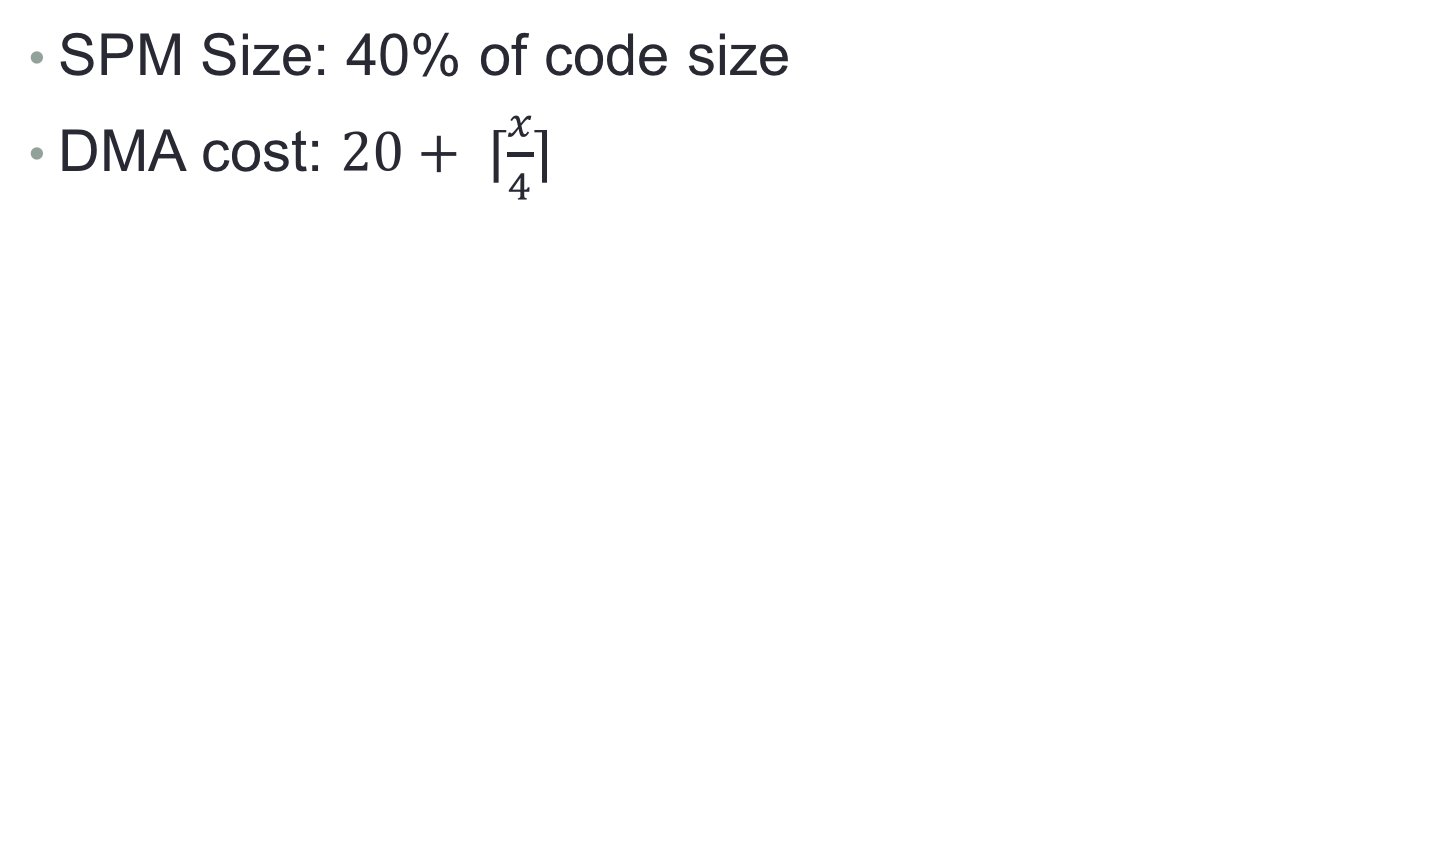 • SPM Size: 40% of code size
• DMA cost: 20 + ⌈x/4⌉